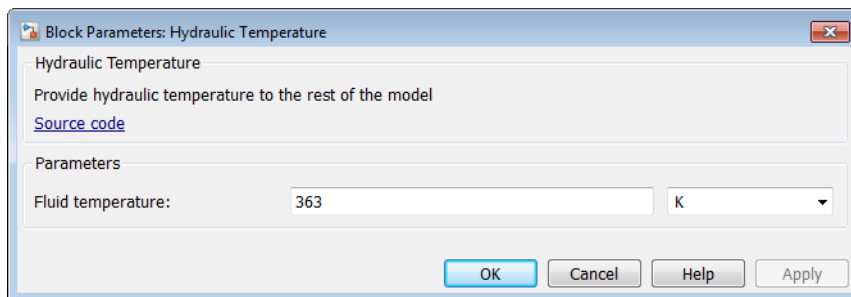 Block Parameters: Hydraulic Temperature
Hydraulic Temperature
Provide hydraulic temperature to the rest of the model
Source code
Parameters
Fluid temperature: 363 K
OK Cancel Help Apply